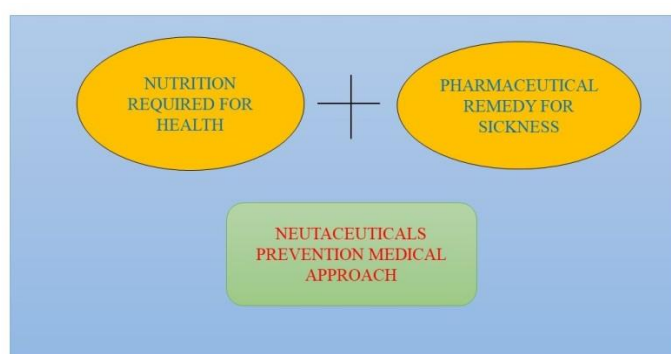 NUTRITION
REQUIRED FOR
HEALTH
PHARMACEUTICAL
REMEDY FOR
SICKNESS
NEUTACEUTICALS
PREVENTION MEDICAL
APPROACH